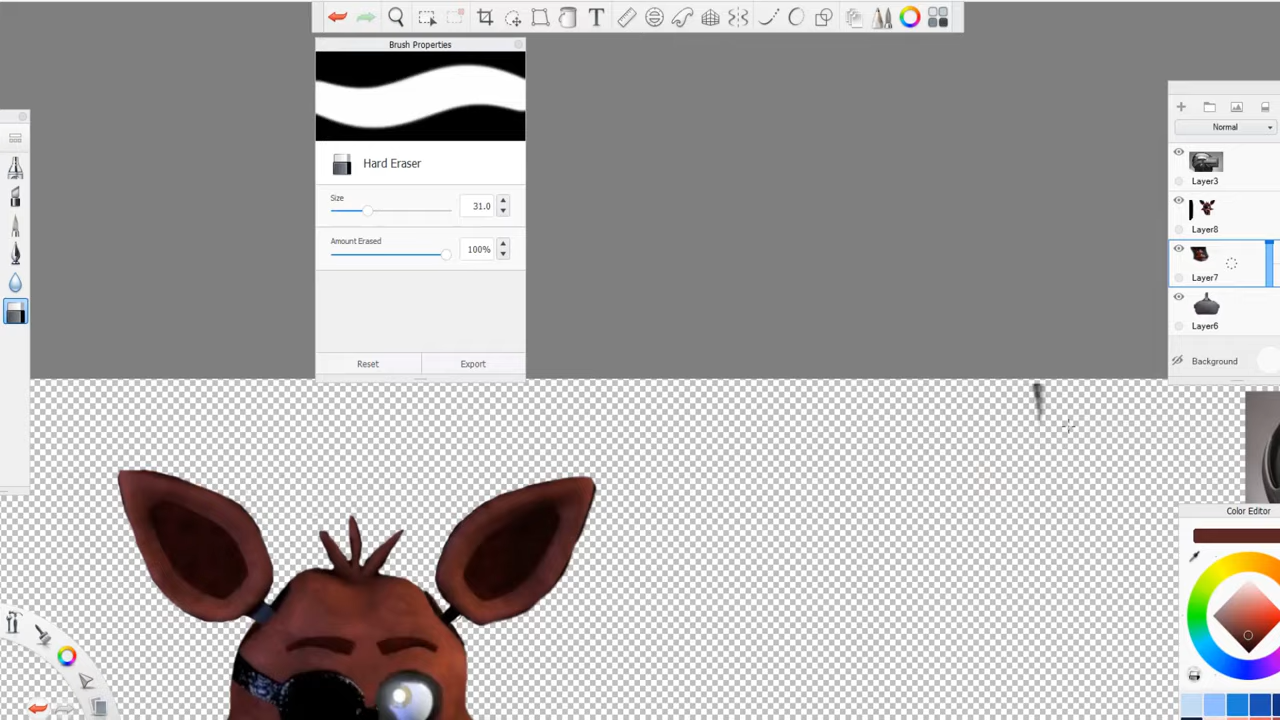 T
Brush Properties
Hard Eraser
Size
31.0
Amount Erased
100%
Reset
Export
Normal
Layer3
Layer8
Layer7
Layer6
Background
Color Editor